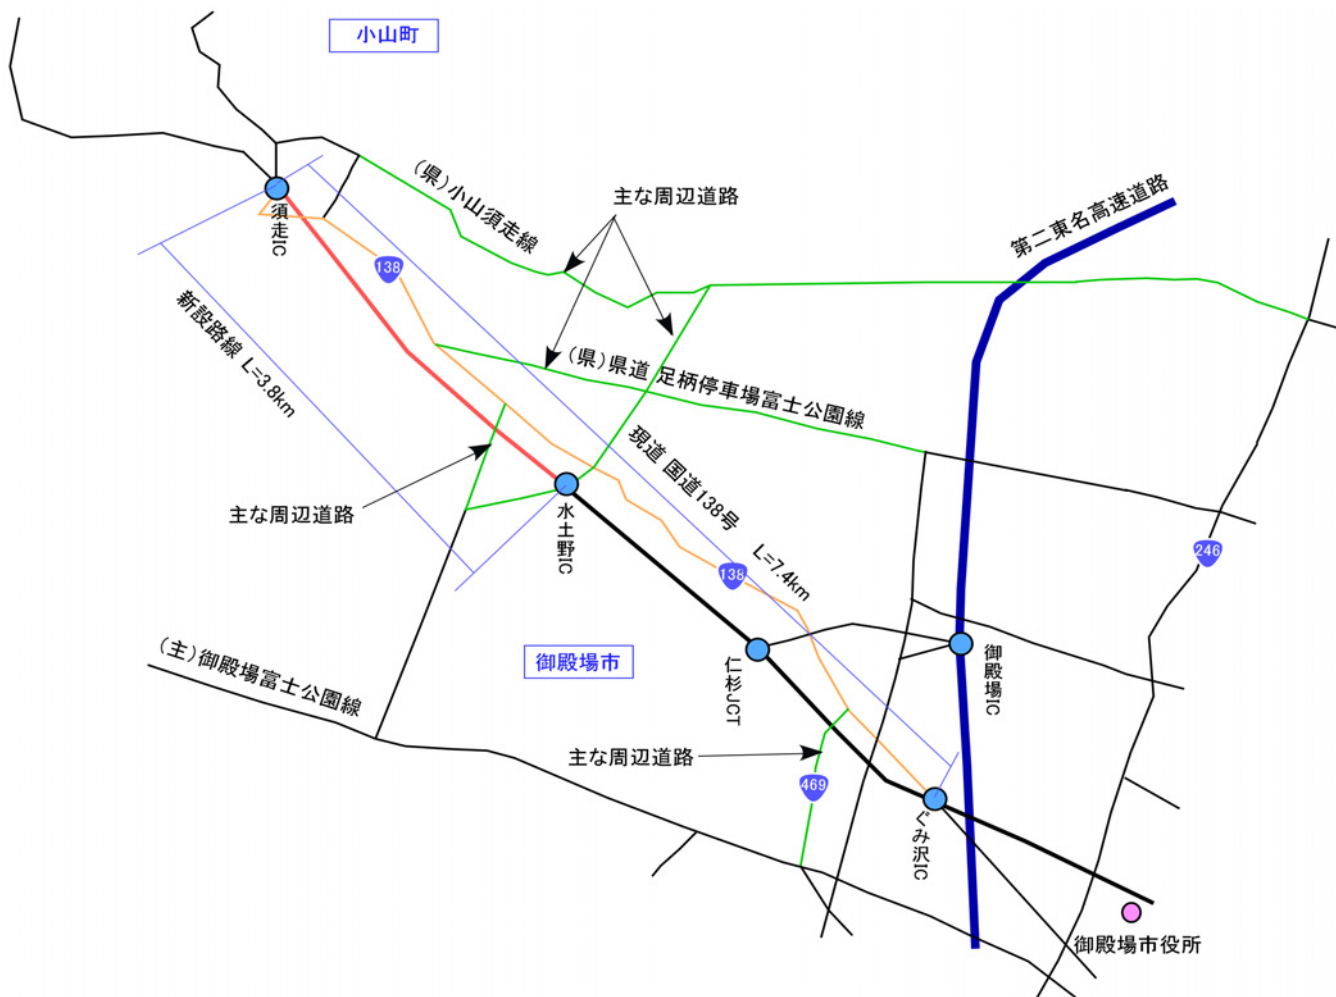 小山町
(県)小山須走線
主な周辺道路
第二東名高速道路
須走IC
138
新設路線 L=3.8km
(県)県道 足柄停車場富士公園線
現道 国道138号 L=7.4km
主な周辺道路
水土野IC
138
246
(主)御殿場富士公園線
御殿場市
仁杉JCT
御殿場IC
主な周辺道路
469
ぐみ沢IC
御殿場市役所